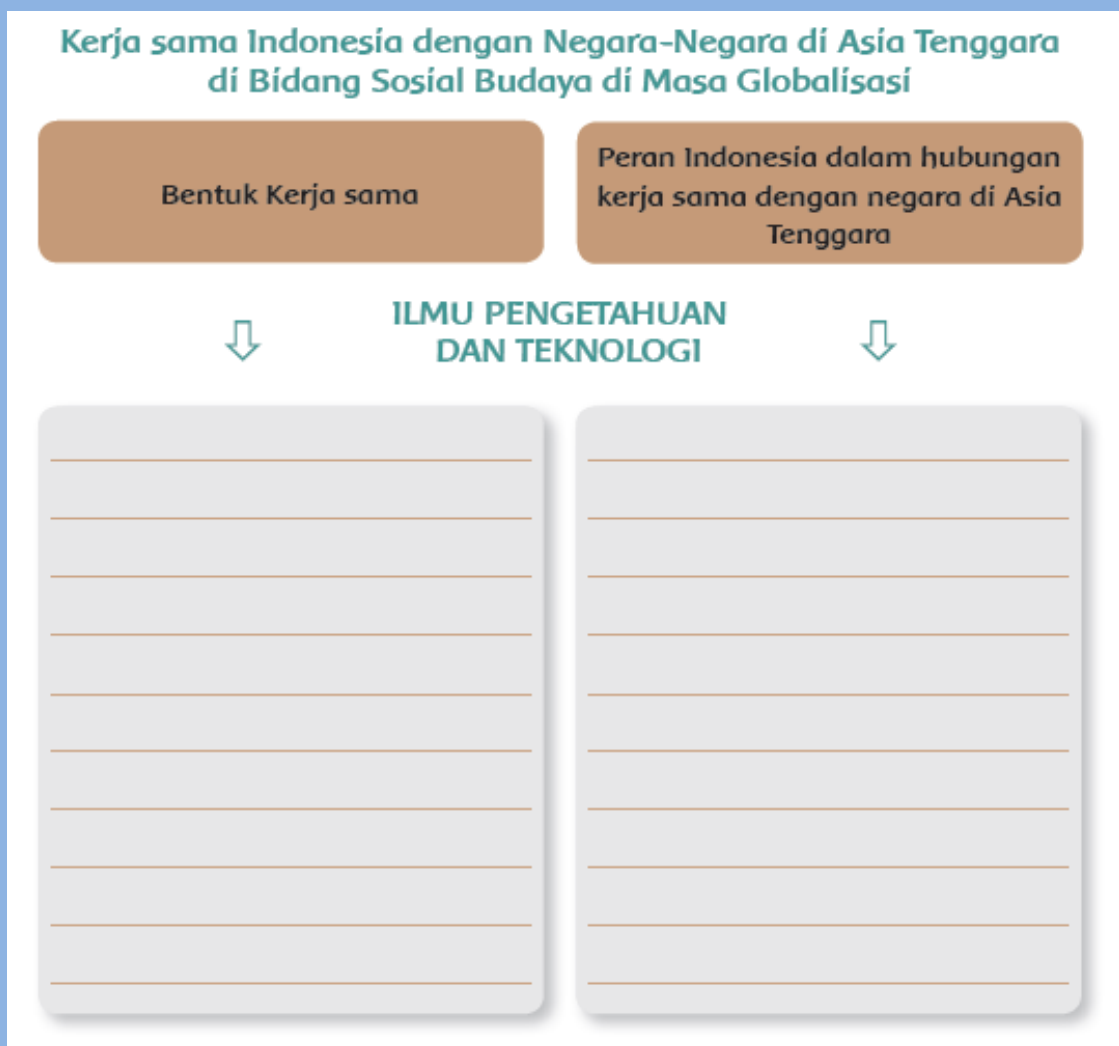 Kerja sama Indonesia dengan Negara-Negara di Asia Tenggara
di Bidang Sosial Budaya di Masa Globalisasi
Bentuk Kerja sama
Peran Indonesia dalam hubungan
kerja sama dengan negara di Asia
Tenggara
ILMU PENGETAHUAN
DAN TEKNOLOGI